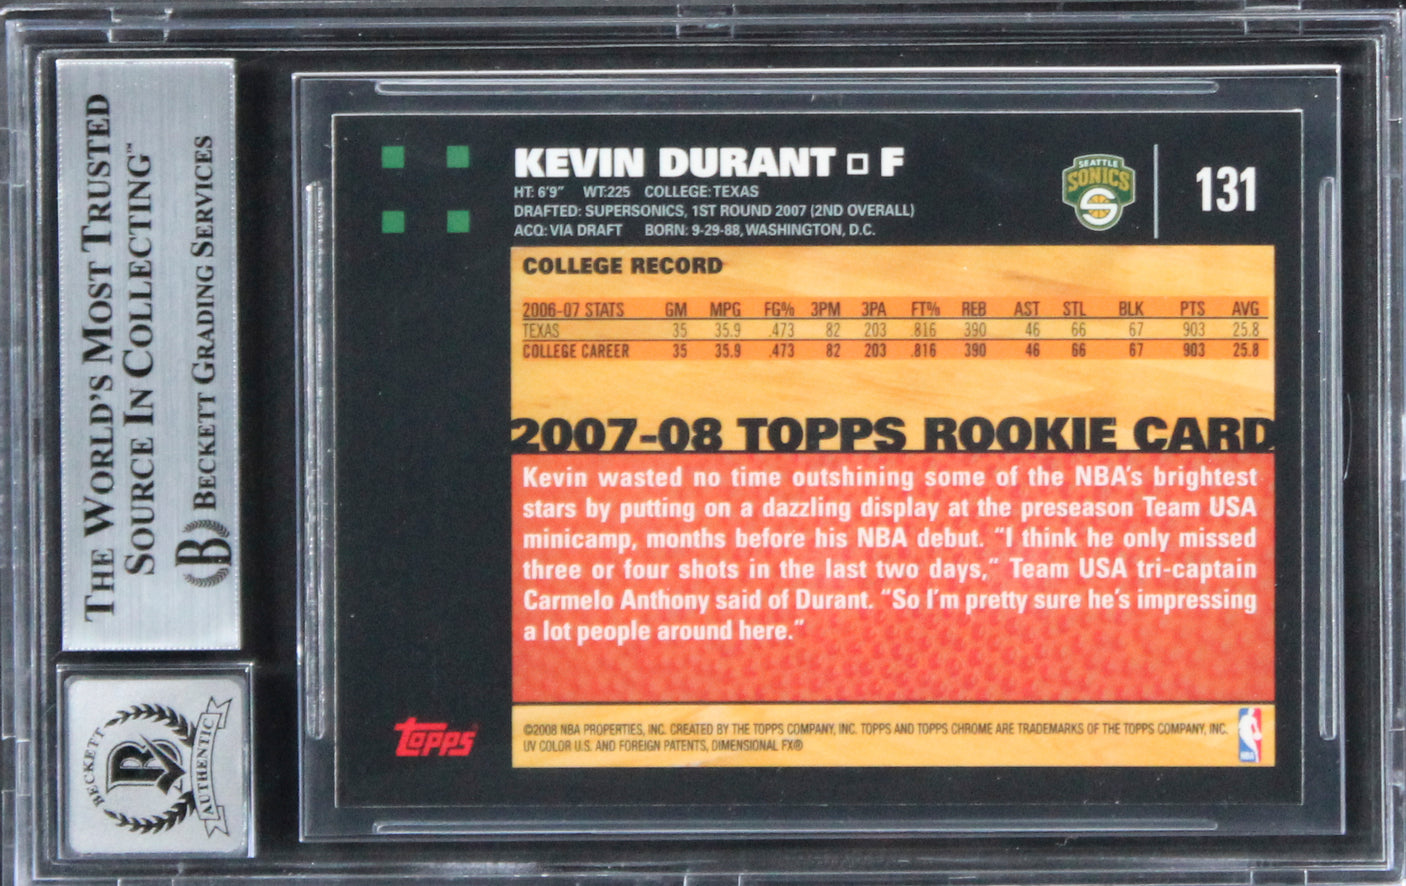 THE WORLD'S MOST TRUSTED
SOURCE IN COLLECTING™
BECKETT GRADING SERVICES
B
BECKETT
B
AUTHENTIC
KEVIN DURANT □ F
HT: 6'9" WT:225 COLLEGE: TEXAS
DRAFTED: SUPERSONICS, 1ST ROUND 2007 (2ND OVERALL)
ACQ: VIA DRAFT BORN: 9-29-88, WASHINGTON, D.C.
SEATTLE
SONICS
S
131
COLLEGE RECORD
2006-07 STATS GM MPG FG% 3PM 3PA FT% REB AST STL BLK PTS AVG
TEXAS 35 35.9 .473 82 203 .816 390 46 66 67 903 25.8
COLLEGE CAREER 35 35.9 .473 82 203 .816 390 46 66 67 903 25.8
2007-08 TOPPS ROOKIE CARD
Kevin wasted no time outshining some of the NBA's brightest
stars by putting on a dazzling display at the preseason Team USA
minicamp, months before his NBA debut. "I think he only missed
three or four shots in the last two days," Team USA tri-captain
Carmelo Anthony said of Durant. "So I'm pretty sure he's impressing
a lot people around here."
topps®
©2008 NBA PROPERTIES, INC. CREATED BY THE TOPPS COMPANY, INC. TOPPS AND TOPPS CHROME ARE TRADEMARKS OF THE TOPPS COMPANY, INC.
UV COLOR U.S. AND FOREIGN PATENTS, DIMENSIONAL FX®
NBA